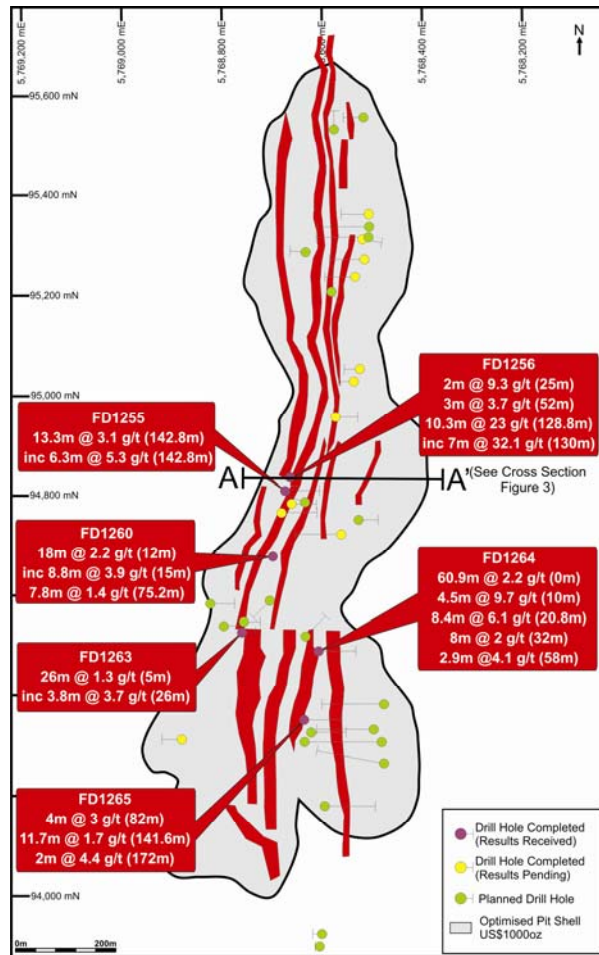 5,769,200 mE
5,769,000 mE
5,768,800 mE
5,768,400 mE
5,768,200 mE
N
95,600 mN
95,400 mN
95,200 mN
95,000 mN
94,800 mN
94,000 mN
FD1256
2m @ 9.3 g/t (25m)
3m @ 3.7 g/t (52m)
10.3m @ 23 g/t (128.8m)
inc 7m @ 32.1 g/t (130m)
FD1255
13.3m @ 3.1 g/t (142.8m)
inc 6.3m @ 5.3 g/t (142.8m)
A
A' (See Cross Section
Figure 3)
FD1260
18m @ 2.2 g/t (12m)
inc 8.8m @ 3.9 g/t (15m)
7.8m @ 1.4 g/t (75.2m)
FD1264
60.9m @ 2.2 g/t (0m)
4.5m @ 9.7 g/t (10m)
8.4m @ 6.1 g/t (20.8m)
8m @ 2 g/t (32m)
2.9m @4.1 g/t (58m)
FD1263
26m @ 1.3 g/t (5m)
inc 3.8m @ 3.7 g/t (26m)
FD1265
4m @ 3 g/t (82m)
11.7m @ 1.7 g/t (141.6m)
2m @ 4.4 g/t (172m)
Drill Hole Completed
(Results Received)
Drill Hole Completed
(Results Pending)
Planned Drill Hole
Optimised Pit Shell
US$1000oz
0m 200m